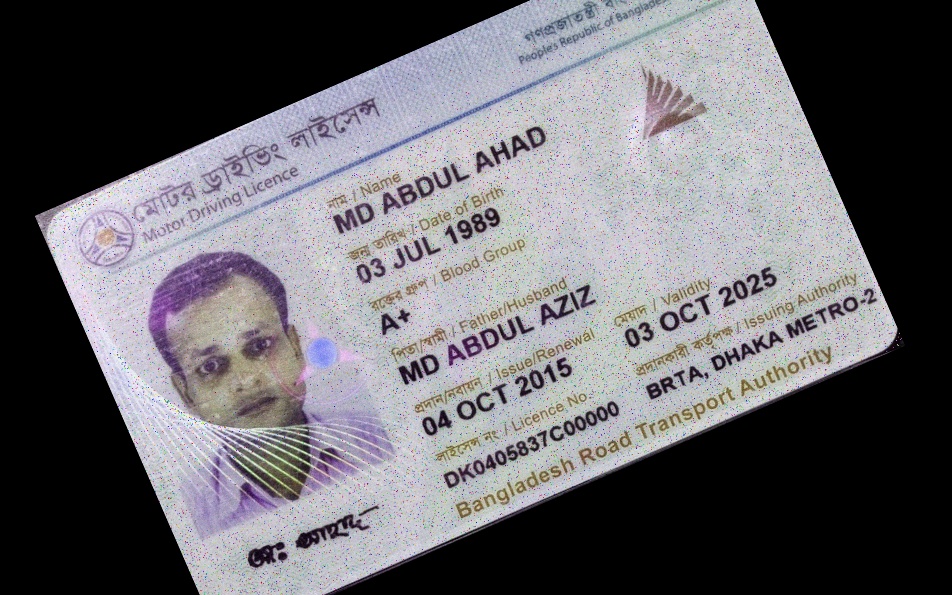 গণপ্রজাতন্ত্রী
People's Republic of Banglade
মোটর ড্রাইভিং লাইসেন্স
Motor Driving Licence
নাম / Name
MD ABDUL AHAD
জন্ম তারিখ / Date of Birth
03 JUL 1989
রক্তের গ্রুপ / Blood Group
A+
পিতা/স্বামী / Father/Husband
MD ABDUL AZIZ
প্রদান/নবায়ন / Issue/Renewal
04 OCT 2015
মেয়াদ / Validity
03 OCT 2025
লাইসেন্স নং / Licence No.
DK0405837C00000
প্রদানকারী কর্তৃপক্ষ / Issuing Authority
BRTA, DHAKA METRO-2
Bangladesh Road Transport Authority